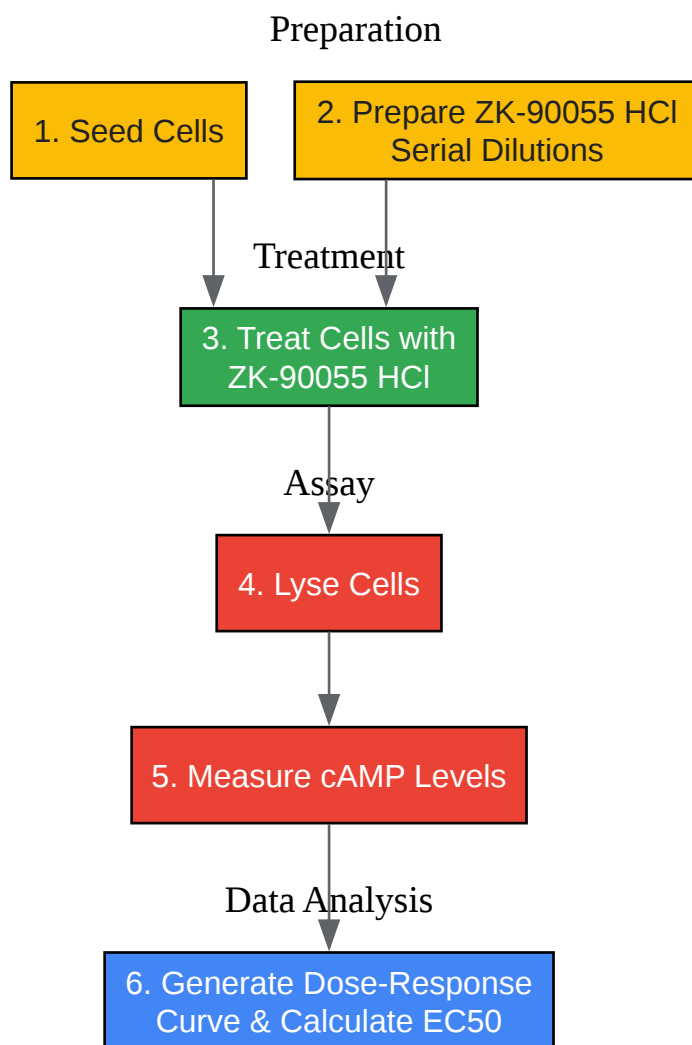 Preparation
1. Seed Cells
2. Prepare ZK-90055 HCl
Serial Dilutions
Treatment
3. Treat Cells with
ZK-90055 HCl
Assay
4. Lyse Cells
5. Measure cAMP Levels
Data Analysis
6. Generate Dose-Response
Curve & Calculate EC50